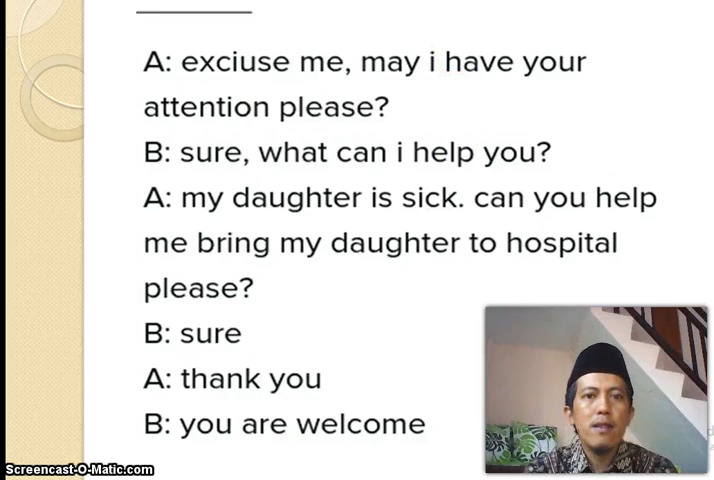 A: exciuse me, may i have your
attention please?
B: sure, what can i help you?
A: my daughter is sick. can you help
me bring my daughter to hospital
please?
B: sure
A: thank you
B: you are welcome
Screencast-O-Matic.com